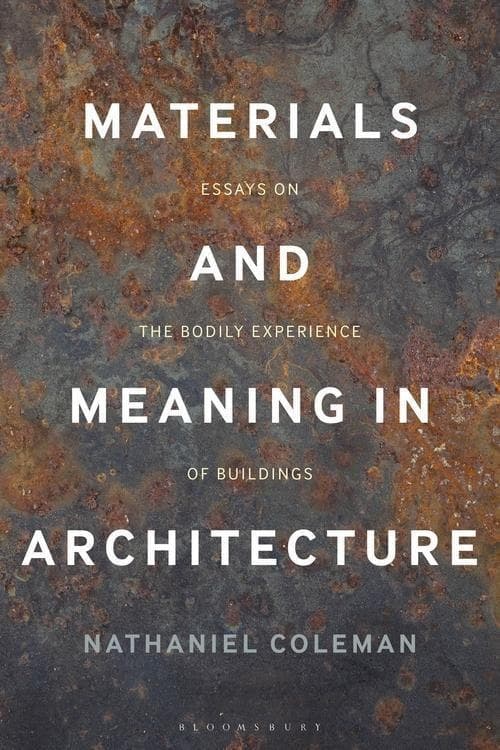 MATERIALS
ESSAYS ON
AND
THE BODILY EXPERIENCE
MEANING IN
OF BUILDINGS
ARCHITECTURE
NATHANIEL COLEMAN
BLOOMSBURY